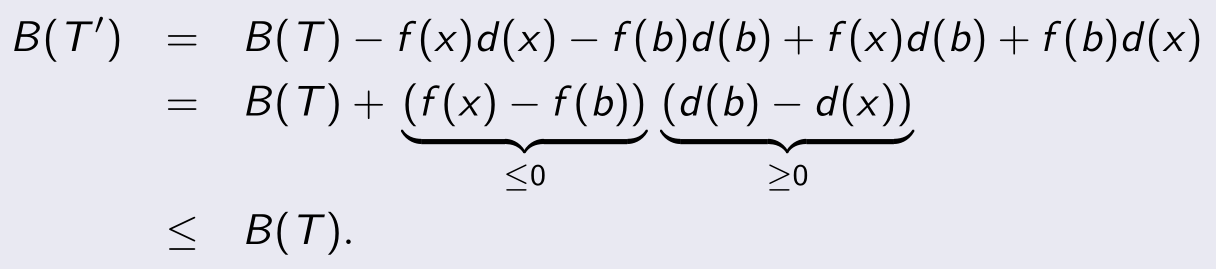 B(T′) = B(T) − f(x)d(x) − f(b)d(b) + f(x)d(b) + f(b)d(x)
= B(T) + (f(x) − f(b)) (d(b) − d(x))
≤0 ≥0
≤ B(T).